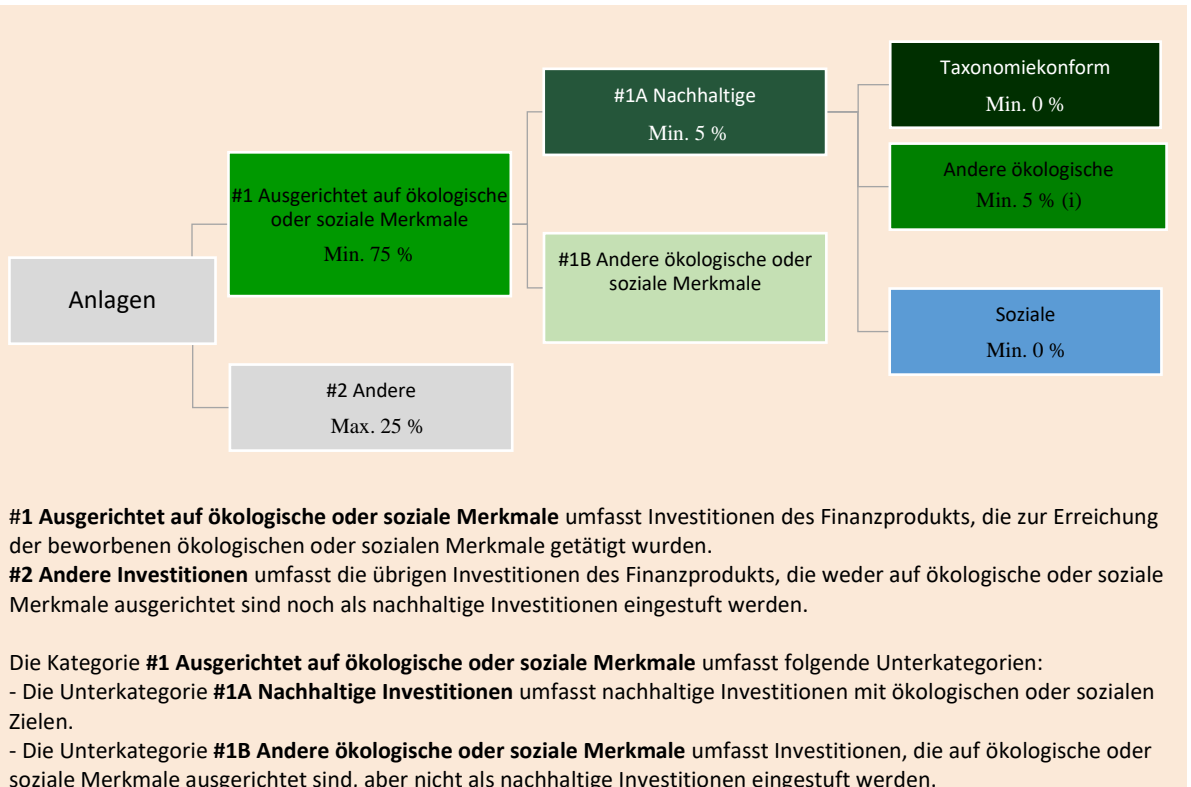 Taxonomiekonform
Min. 0 %
#1A Nachhaltige
Min. 5 %
Andere ökologische
Min. 5 % (i)
#1 Ausgerichtet auf ökologische
oder soziale Merkmale
Min. 75 %
#1B Andere ökologische oder
soziale Merkmale
Anlagen
Soziale
Min. 0 %
#2 Andere
Max. 25 %
#1 Ausgerichtet auf ökologische oder soziale Merkmale umfasst Investitionen des Finanzprodukts, die zur Erreichung
der beworbenen ökologischen oder sozialen Merkmale getätigt wurden.
#2 Andere Investitionen umfasst die übrigen Investitionen des Finanzprodukts, die weder auf ökologische oder soziale
Merkmale ausgerichtet sind noch als nachhaltige Investitionen eingestuft werden.
Die Kategorie #1 Ausgerichtet auf ökologische oder soziale Merkmale umfasst folgende Unterkategorien:
- Die Unterkategorie #1A Nachhaltige Investitionen umfasst nachhaltige Investitionen mit ökologischen oder sozialen
Zielen.
- Die Unterkategorie #1B Andere ökologische oder soziale Merkmale umfasst Investitionen, die auf ökologische oder
soziale Merkmale ausgerichtet sind, aber nicht als nachhaltige Investitionen eingestuft werden.